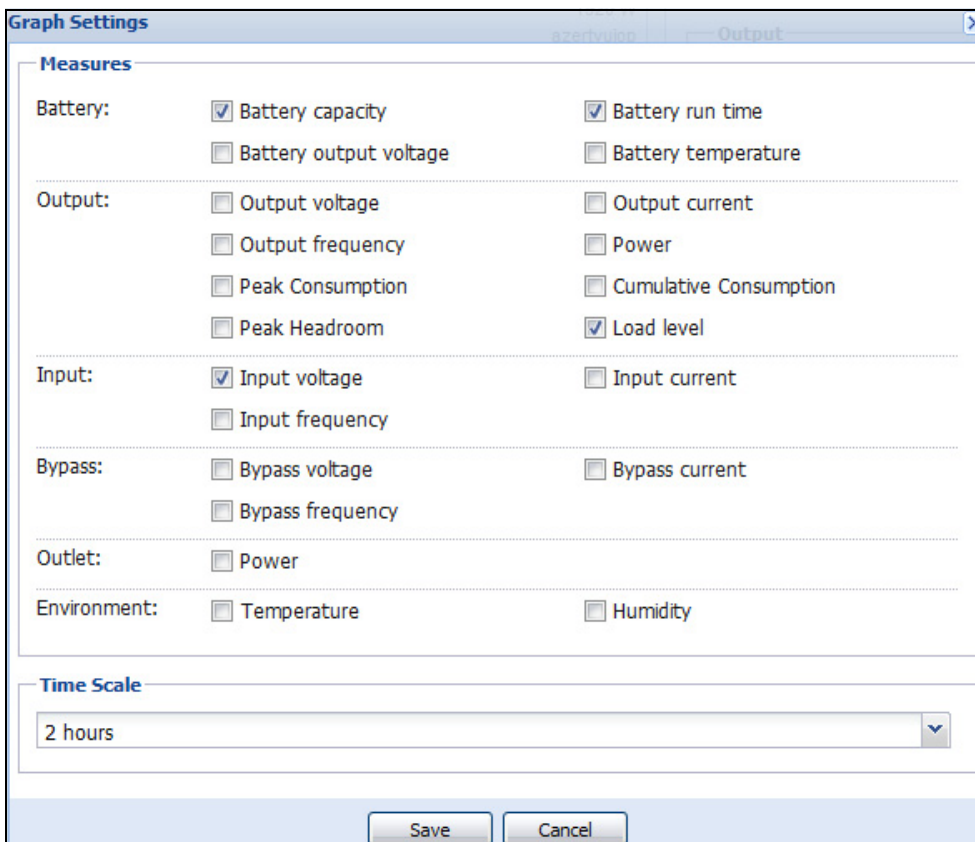 Graph Settings
azertyuiop Output
Measures
Battery: Battery capacity Battery run time
Battery output voltage Battery temperature
Output: Output voltage Output current
Output frequency Power
Peak Consumption Cumulative Consumption
Peak Headroom Load level
Input: Input voltage Input current
Input frequency
Bypass: Bypass voltage Bypass current
Bypass frequency
Outlet: Power
Environment: Temperature Humidity
Time Scale
2 hours
Save Cancel